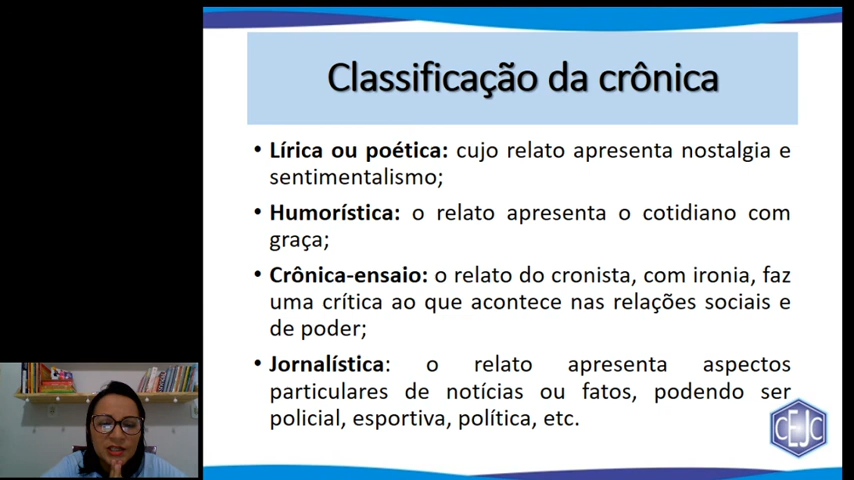 Classificação da crônica
• Lírica ou poética: cujo relato apresenta nostalgia e
sentimentalismo;
• Humorística: o relato apresenta o cotidiano com
graça;
• Crônica-ensaio: o relato do cronista, com ironia, faz
uma crítica ao que acontece nas relações sociais e
de poder;
• Jornalística: o relato apresenta aspectos
particulares de notícias ou fatos, podendo ser
policial, esportiva, política, etc.
CEJC